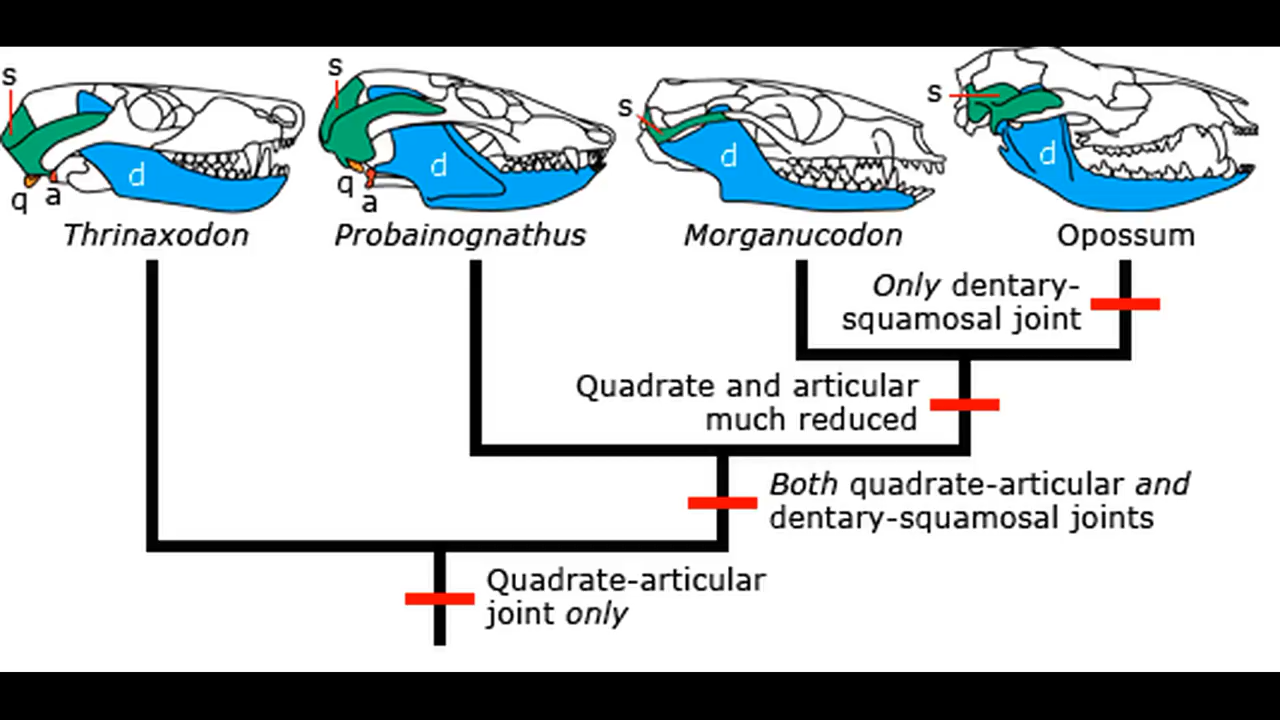 s
q
a
d
Thrinaxodon
s
q
a
d
Probainognathus
s
d
Morganucodon
s
d
Opossum
Only dentary-
squamosal joint
Quadrate and articular
much reduced
Both quadrate-articular and
dentary-squamosal joints
Quadrate-articular
joint only